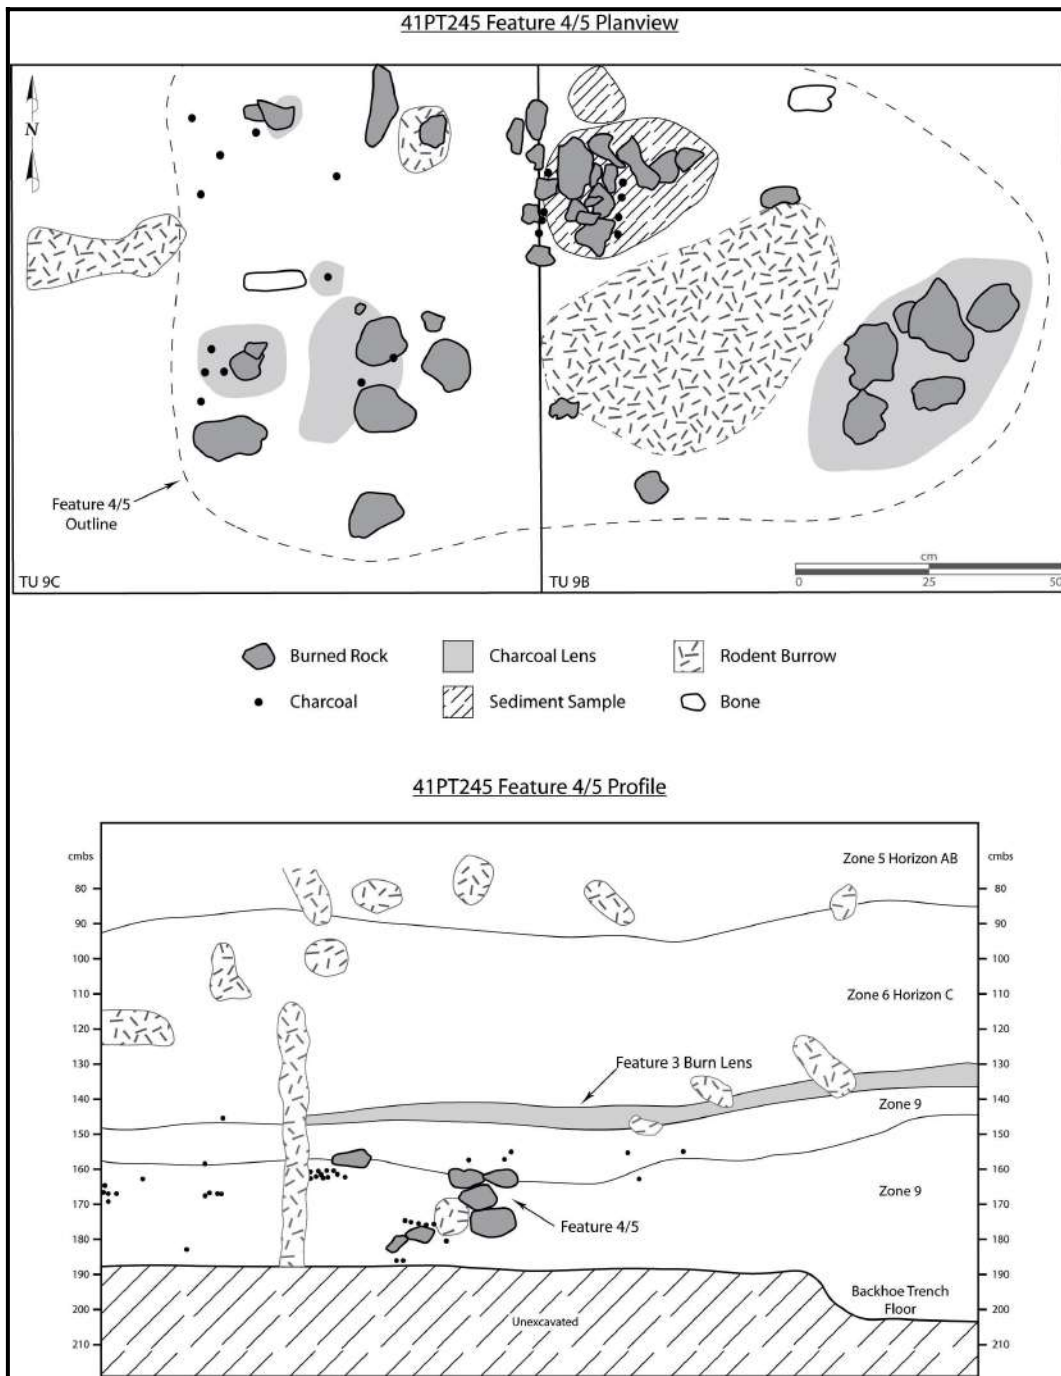 41PT245 Feature 4/5 Planview
N
Feature 4/5
Outline
TU 9C
TU 9B
cm
0 25 50
Burned Rock
Charcoal Lens
Rodent Burrow
Charcoal
Sediment Sample
Bone
41PT245 Feature 4/5 Profile
cmbs
cmbs
Zone 5 Horizon AB
80
80
90
90
100
100
110
110
Zone 6 Horizon C
120
120
130
130
Feature 3 Burn Lens
140
140
Zone 9
150
150
160
160
170
170
Zone 9
Feature 4/5
180
180
190
190
Backhoe Trench
Floor
200
200
Unexcavated
210
210